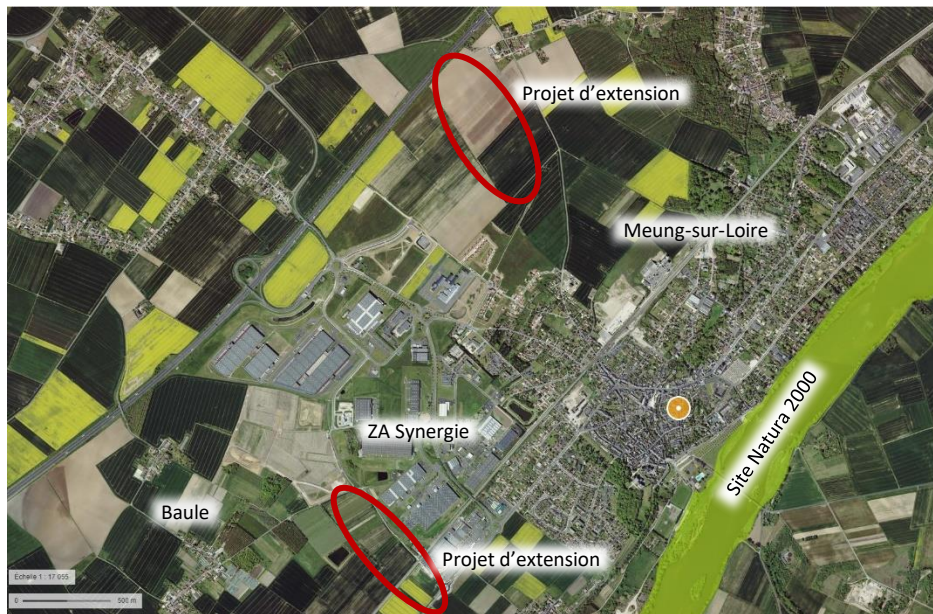 Projet d'extension
Meung-sur-Loire
Site Natura 2000
ZA Synergie
Baule
Projet d'extension
Echelle 1 : 17 055
0 500 m